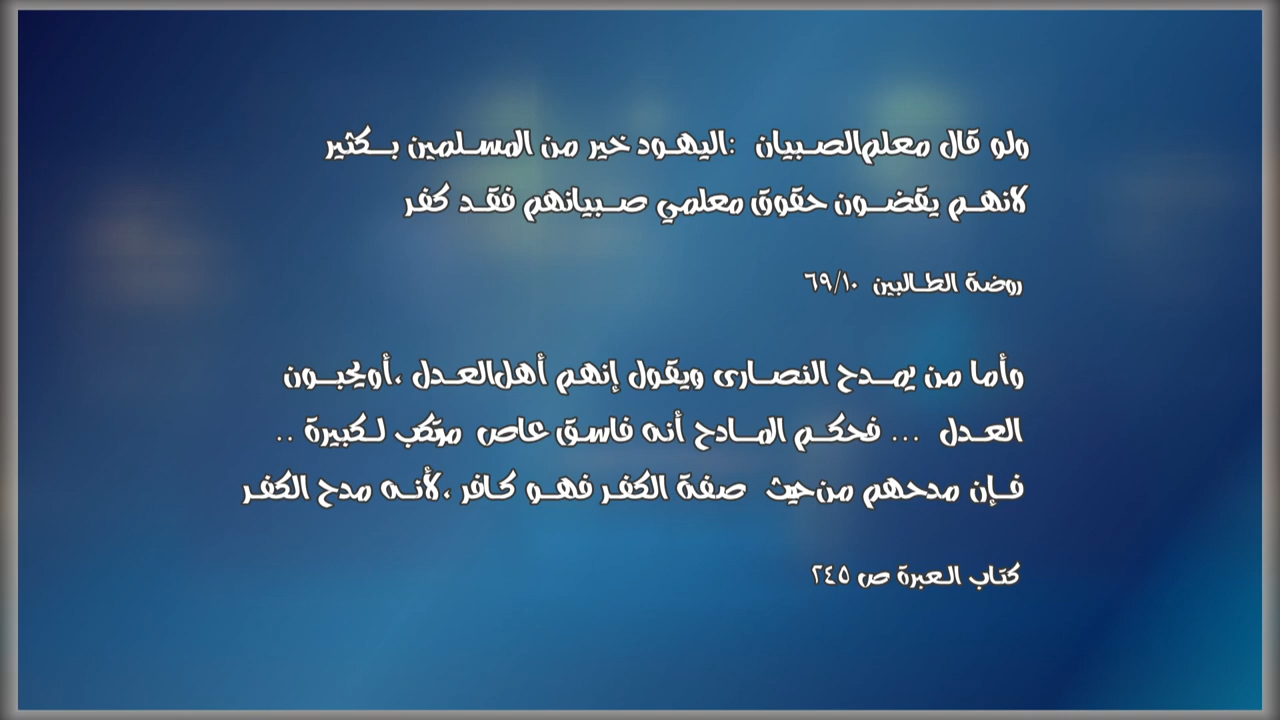 ولو قال معلم الصبيان :اليهود خير من المسلمين بكثير
لانهم يقضون حقوق معلمي صبيانهم فقد كفر
روضة الطالبين ٦٩/١٠
وأما من يمدح النصارى ويقول إنهم أهل العدل ،أو يحبون
العدل ... فحكم المادح أنه فاسق عاص مرتكب لكبيرة ..
فإن مدحهم من حيث صفة الكفر فهو كافر ،لأنه مدح الكفر
كتاب العبرة ص ٢٤٥